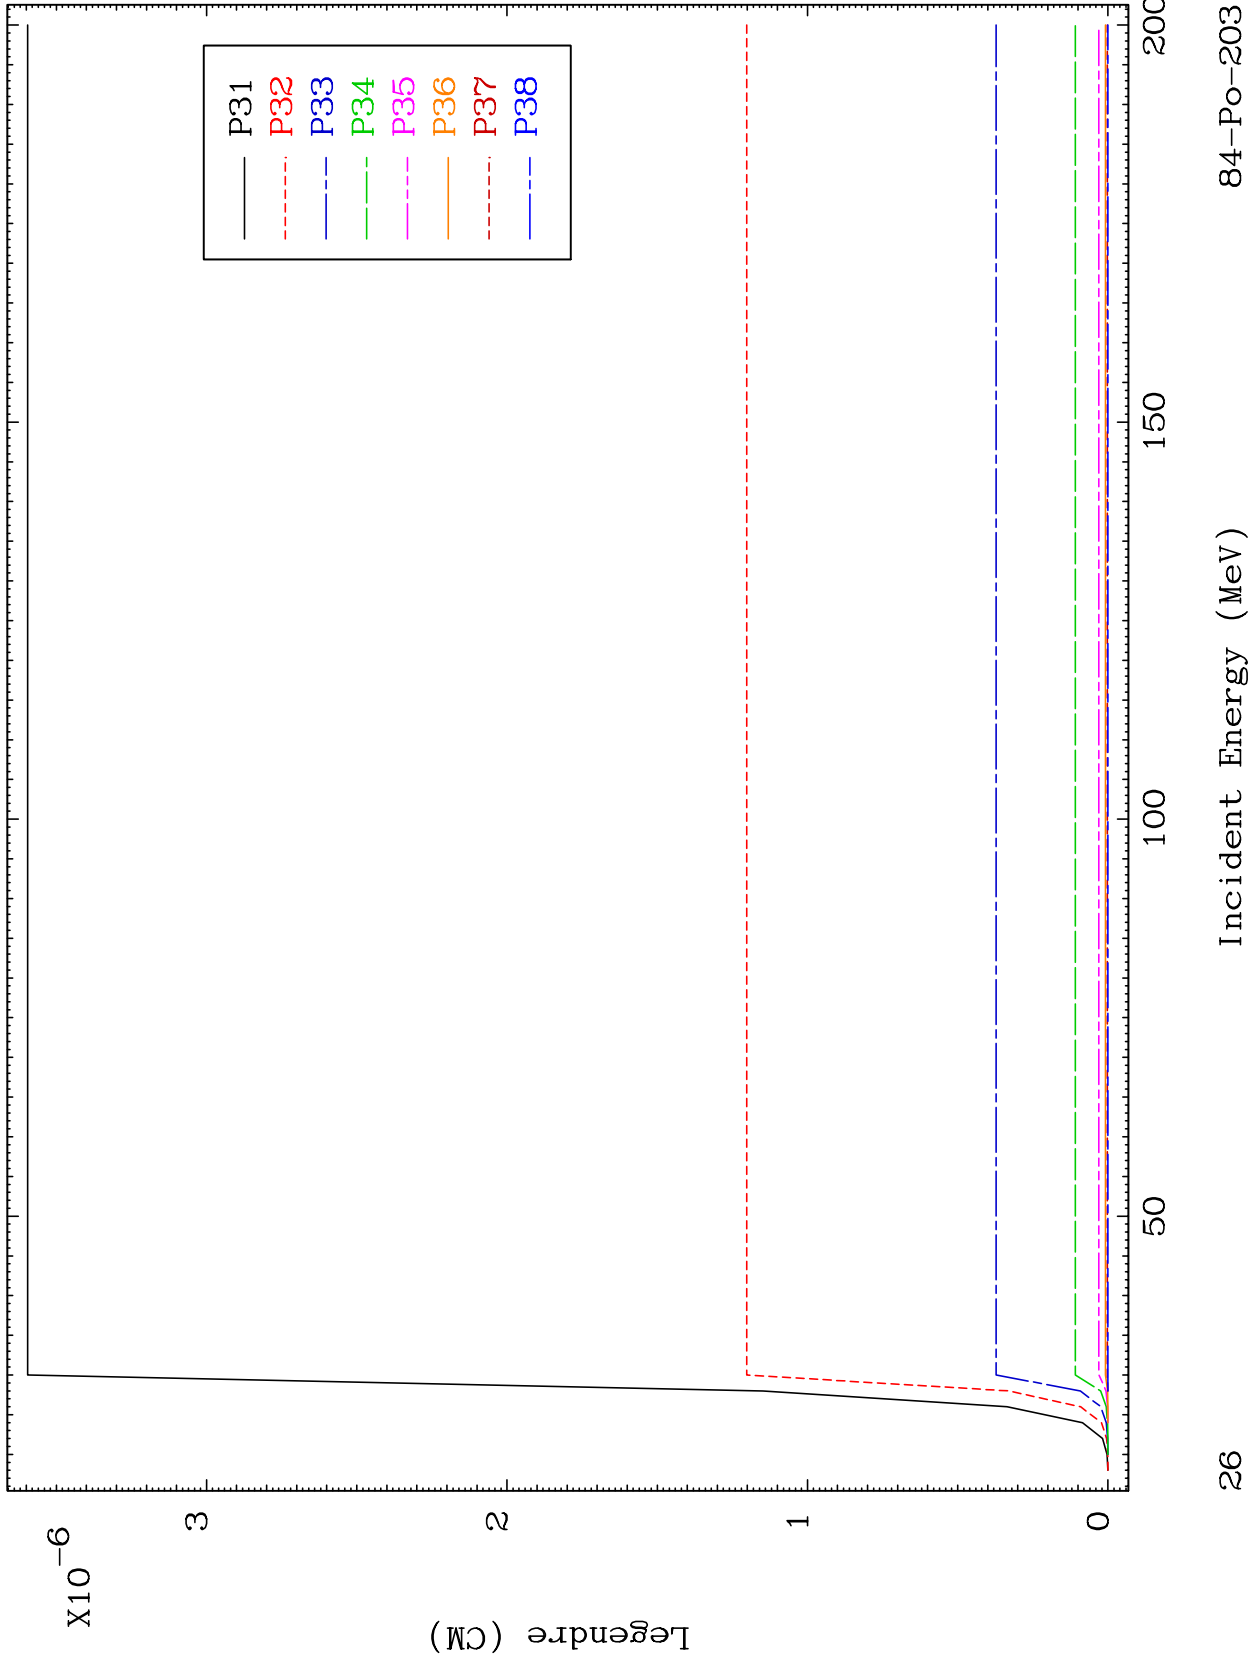 X10−6
3
2
1
0
Legendre (CM)
P31
P32
P33
P34
P35
P36
P37
P38
50
100
150
200
Incident Energy (MeV)
26
84-Po-203